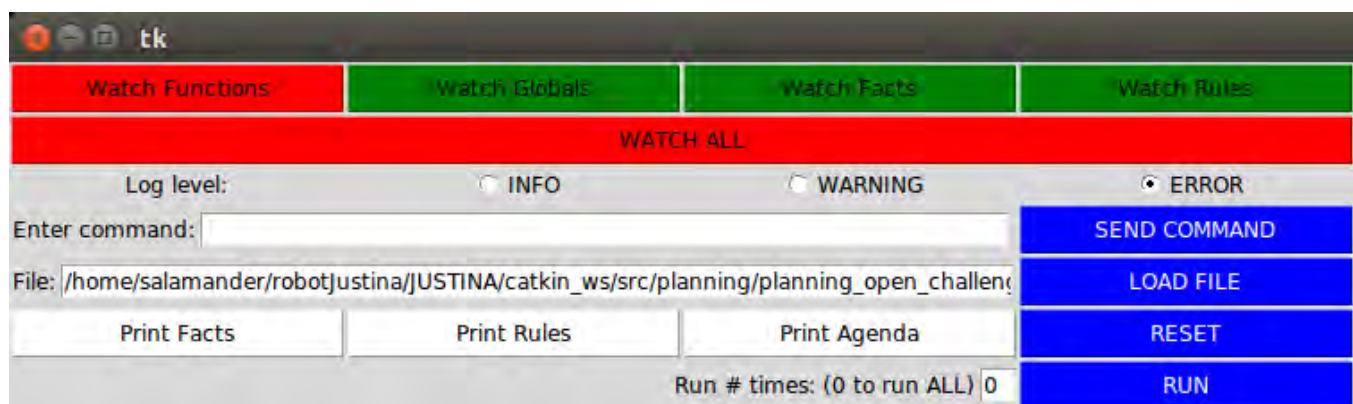 tk
Watch Functions Watch Globals Watch Facts Watch Rules
WATCH ALL
Log level: INFO WARNING ERROR
Enter command: SEND COMMAND
File: /home/salamander/robotJustina/JUSTINA/catkin_ws/src/planning/planning_open_challeng LOAD FILE
Print Facts Print Rules Print Agenda RESET
Run # times: (0 to run ALL) 0 RUN